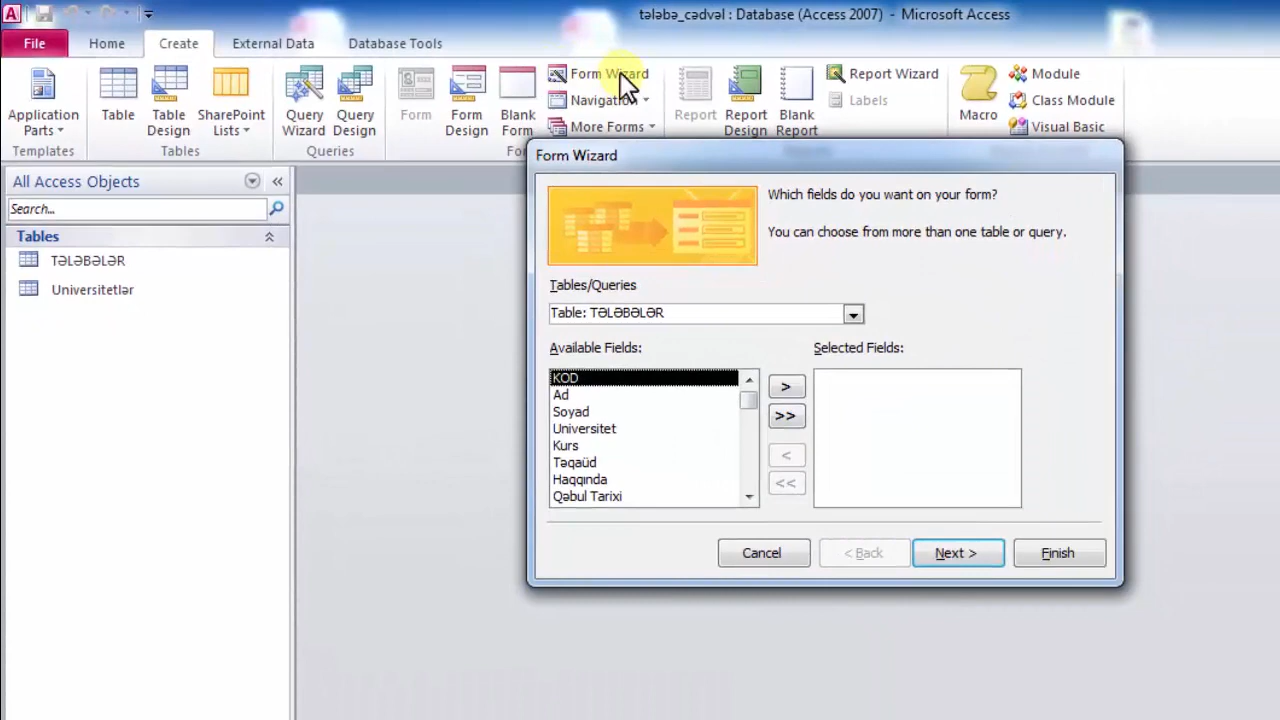 tələbə_cədvəl : Database (Access 2007) - Microsoft Access
File Home Create External Data Database Tools
Application Parts
Table
Table Design
SharePoint Lists
Query Wizard
Query Design
Form
Form Design
Blank Form
Form Wizard
Navigation
More Forms
Report
Report Design
Blank Report
Report Wizard
Labels
Macro
Module
Class Module
Visual Basic
Templates
Tables
Queries
All Access Objects
Search...
Tables
TƏLƏBƏLƏR
Universitetlər
Form Wizard
Which fields do you want on your form?
You can choose from more than one table or query.
Tables/Queries
Table: TƏLƏBƏLƏR
Available Fields:
Selected Fields:
KOD
Ad
Soyad
Universitet
Kurs
Təqaüd
Haqqında
Qəbul Tarixi
>
>>
<
<<
Cancel
< Back
Next >
Finish